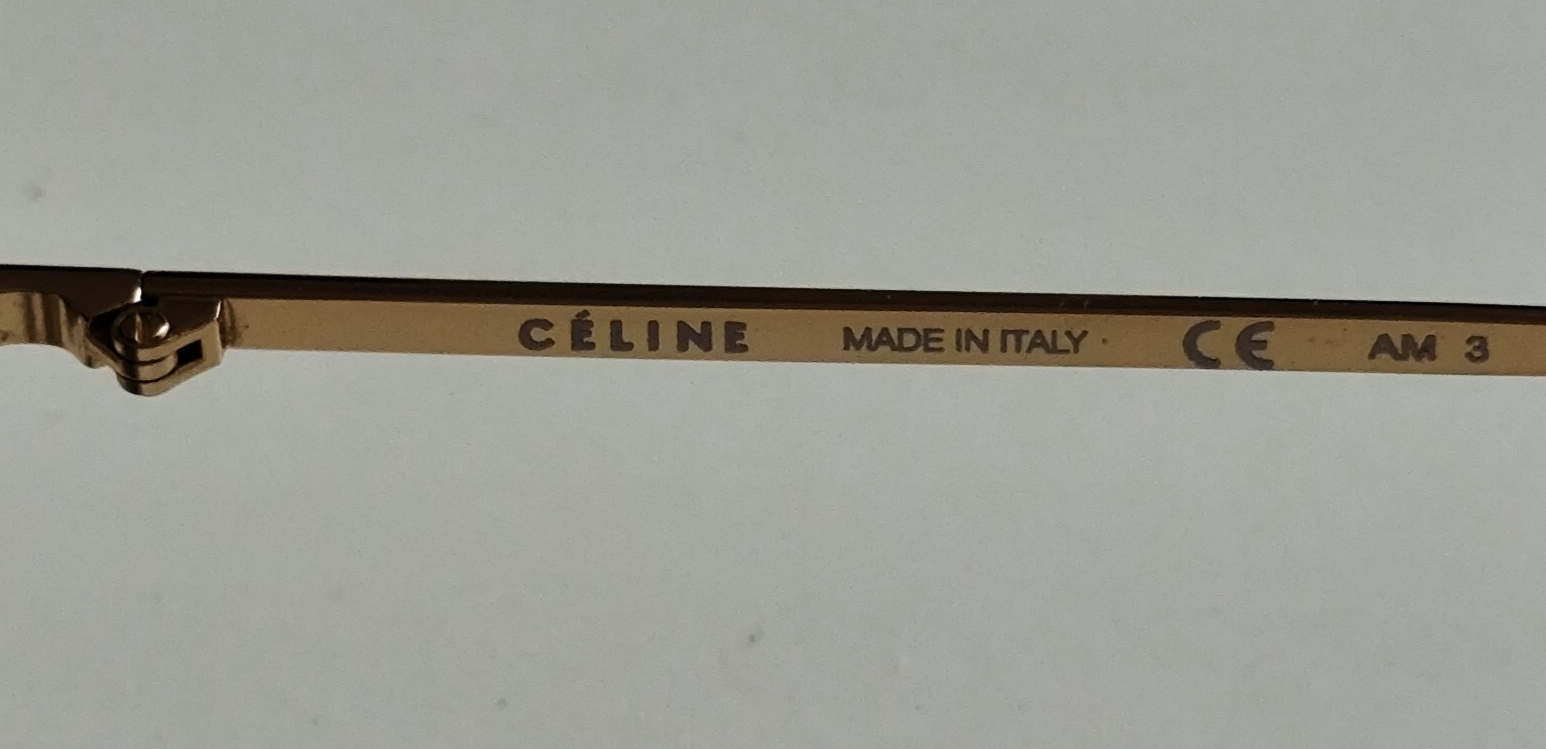 CÉLINE MADE IN ITALY CE AM 3